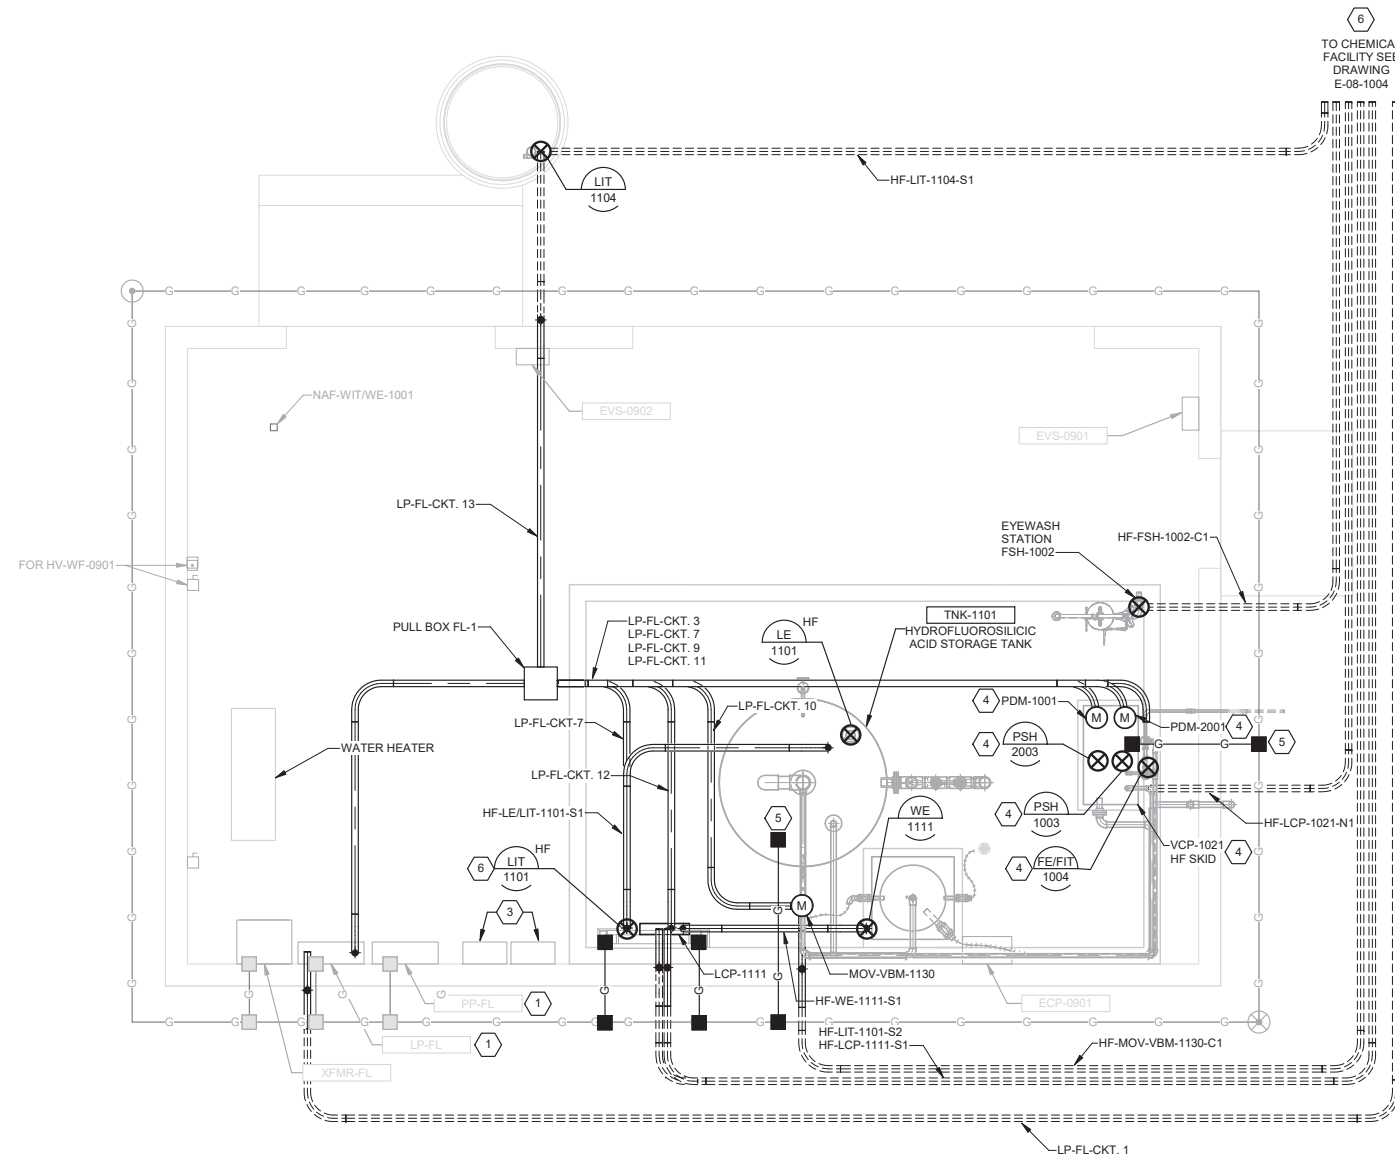 6
TO CHEMICA
FACILITY SEE
DRAWING
E-08-1004
LIT
1104
HF-LIT-1104-S1
NAF-WIT/WE-1001
EVS-0902
EVS-0901
LP-FL-CKT. 13
EYEWASH
STATION
FSH-1002
HF-FSH-1002-C1
FOR HV-WF-0901
PULL BOX FL-1
LP-FL-CKT. 3
LP-FL-CKT. 7
LP-FL-CKT. 9
LP-FL-CKT. 11
LE
1101
HF
TNK-1101
HYDROFLUOROSILICIC
ACID STORAGE TANK
LP-FL-CKT-7
LP-FL-CKT. 10
4
PDM-1001
M
M
PDM-2001
4
WATER HEATER
4
PSH
2003
G
5
LP-FL-CKT. 12
HF-LE/LIT-1101-S1
5
WE
1111
4
PSH
1003
HF-LCP-1021-N1
VCP-1021
HF SKID
4
6
LIT
1101
HF
4
FE/FIT
1004
3
M
LCP-1111
MOV-VBM-1130
HF-WE-1111-S1
PP-FL
1
ECP-0901
LP-FL
1
HF-LIT-1101-S2
HF-LCP-1111-S1
HF-MOV-VBM-1130-C1
XFMR-FL
LP-FL-CKT. 1